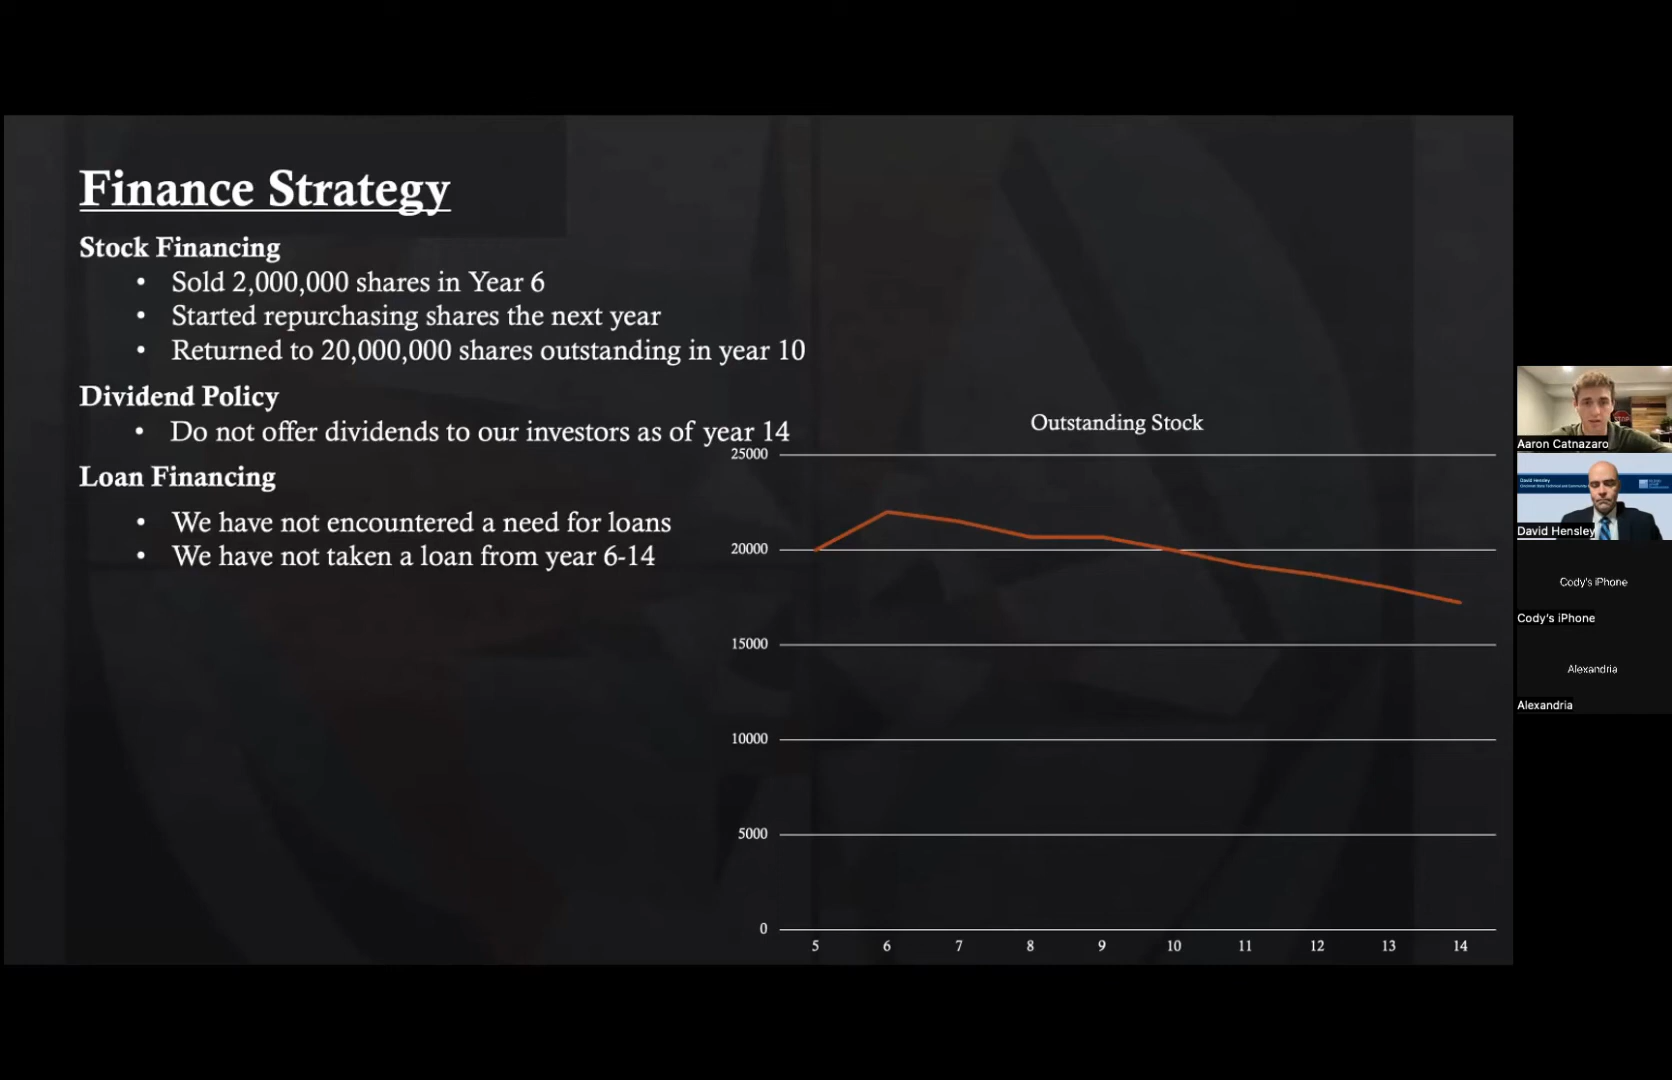 Finance Strategy
Stock Financing
• Sold 2,000,000 shares in Year 6
• Started repurchasing shares the next year
• Returned to 20,000,000 shares outstanding in year 10
Dividend Policy
• Do not offer dividends to our investors as of year 14
Loan Financing
• We have not encountered a need for loans
• We have not taken a loan from year 6-14
Outstanding Stock
25000
20000
15000
10000
5000
0
5 6 7 8 9 10 11 12 13 14
STOP
Aaron Catnazaro
David Hensley
David Hensley
Cody's iPhone
Cody's iPhone
Alexandria
Alexandria